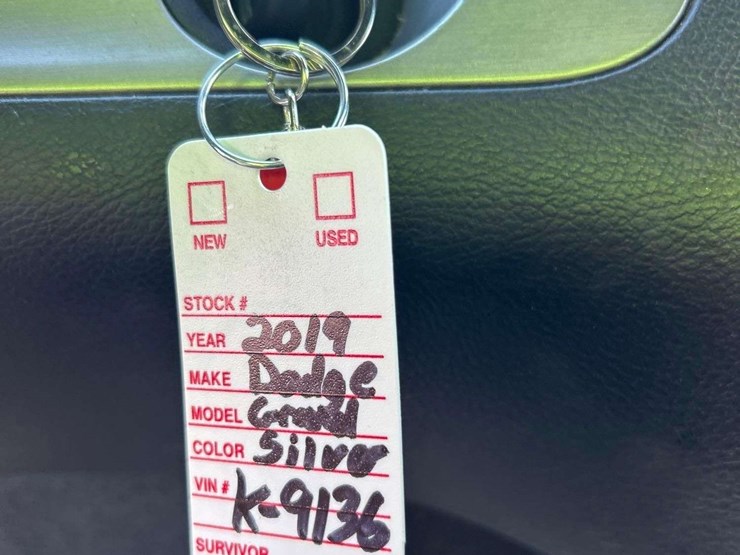 NEW USED
STOCK #
YEAR 2019
MAKE Dodge
MODEL Grand
COLOR Silver
VIN # K-9136
SURVIVOR